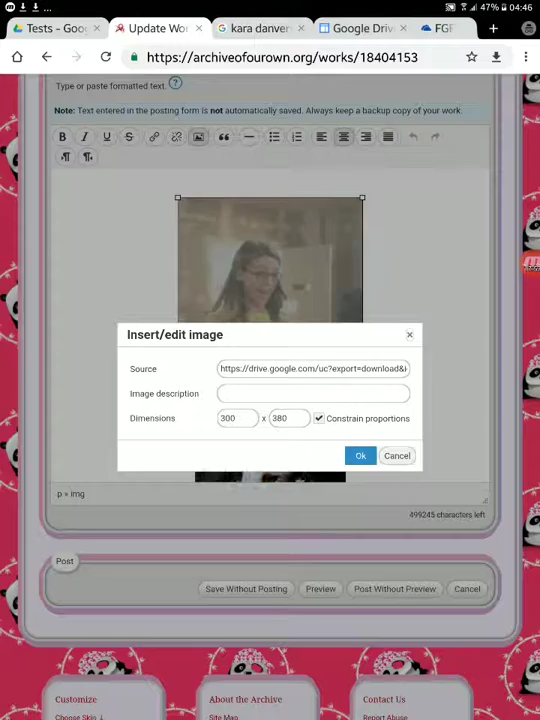 47% 04:46
Tests - Goog
Update Wo
kara danver
Google Driv
FGF
https://archiveofourown.org/works/18404153
Type or paste formatted text. ?
Note: Text entered in the posting form is not automatically saved. Always keep a backup copy of your work.
B I U S
Insert/edit image
Source https://drive.google.com/uc?export=download&i
Image description
Dimensions 300 x 380 Constrain proportions
Ok Cancel
p » img
499245 characters left
Post
Save Without Posting Preview Post Without Preview Cancel
Customize About the Archive Contact Us
Choose Skin ↓ Site Map Report Abuse